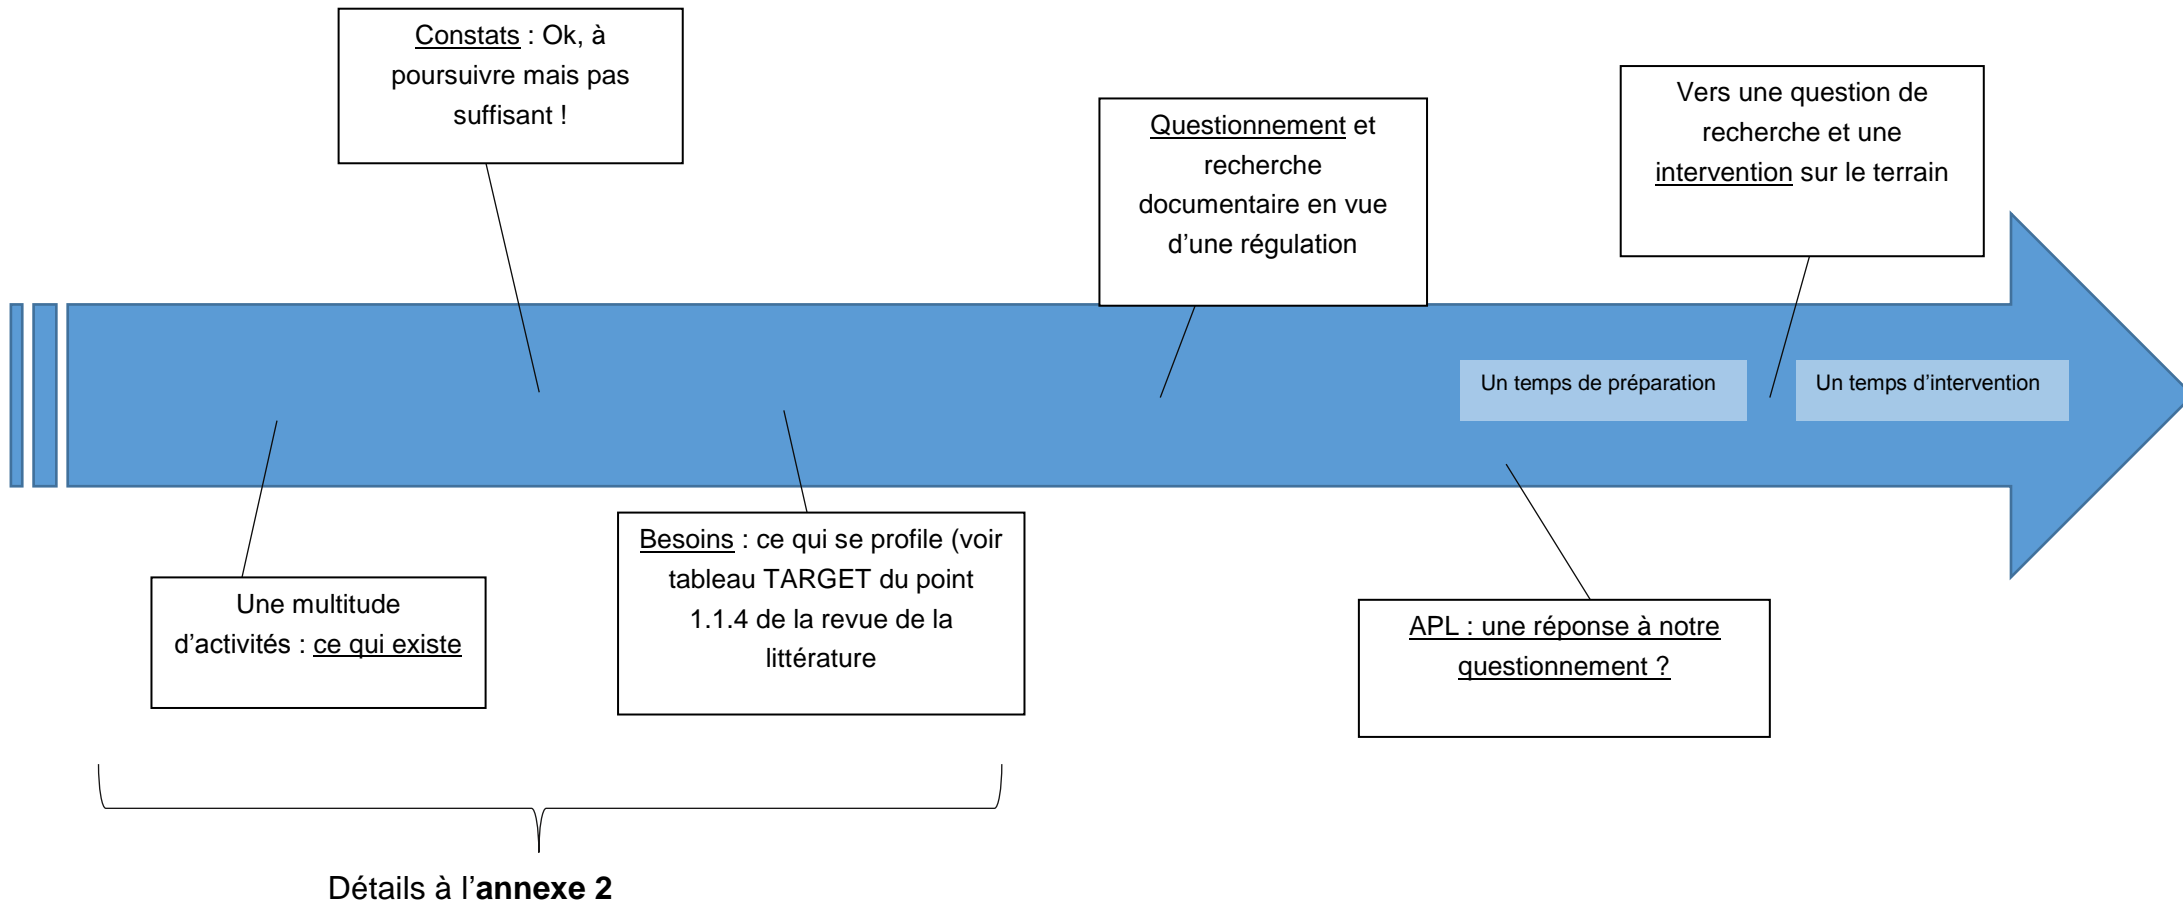 Constats : Ok, à
poursuivre mais pas
suffisant !
Questionnement et
recherche
documentaire en vue
d’une régulation
Vers une question de
recherche et une
intervention sur le terrain
Un temps de préparation
Un temps d’intervention
Une multitude
d’activités : ce qui existe
Besoins : ce qui se profile (voir
tableau TARGET du point
1.1.4 de la revue de la
littérature
APL : une réponse à notre
questionnement ?
Détails à l’annexe 2